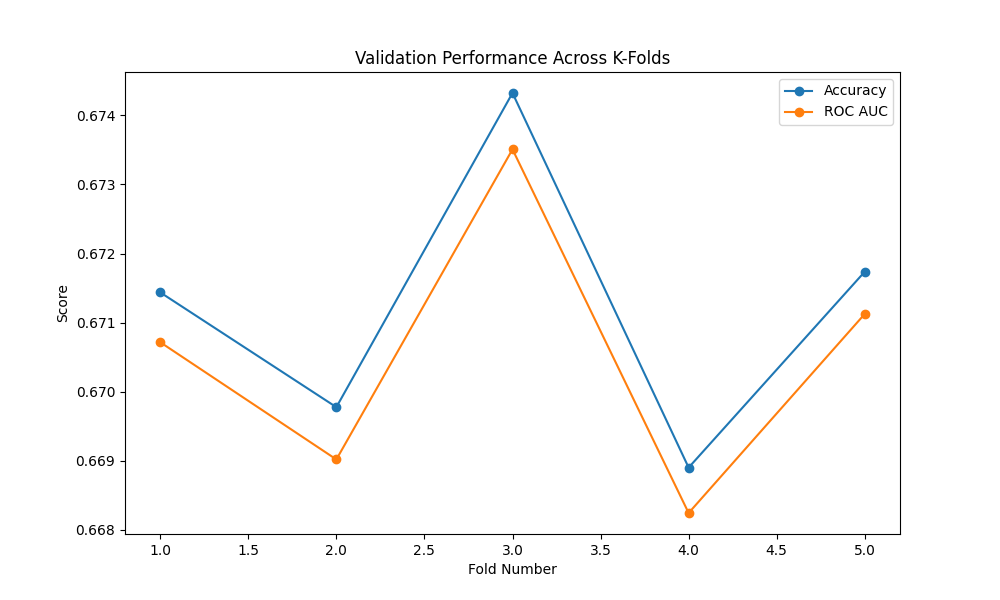 Validation Performance Across K-Folds
Accuracy
ROC AUC
Score
0.674
0.673
0.672
0.671
0.670
0.669
0.668
1.0 1.5 2.0 2.5 3.0 3.5 4.0 4.5 5.0
Fold Number